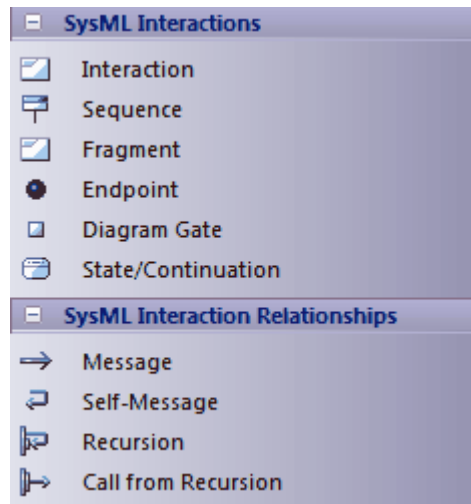 SysML Interactions
Interaction
Sequence
Fragment
Endpoint
Diagram Gate
State/Continuation
SysML Interaction Relationships
Message
Self-Message
Recursion
Call from Recursion